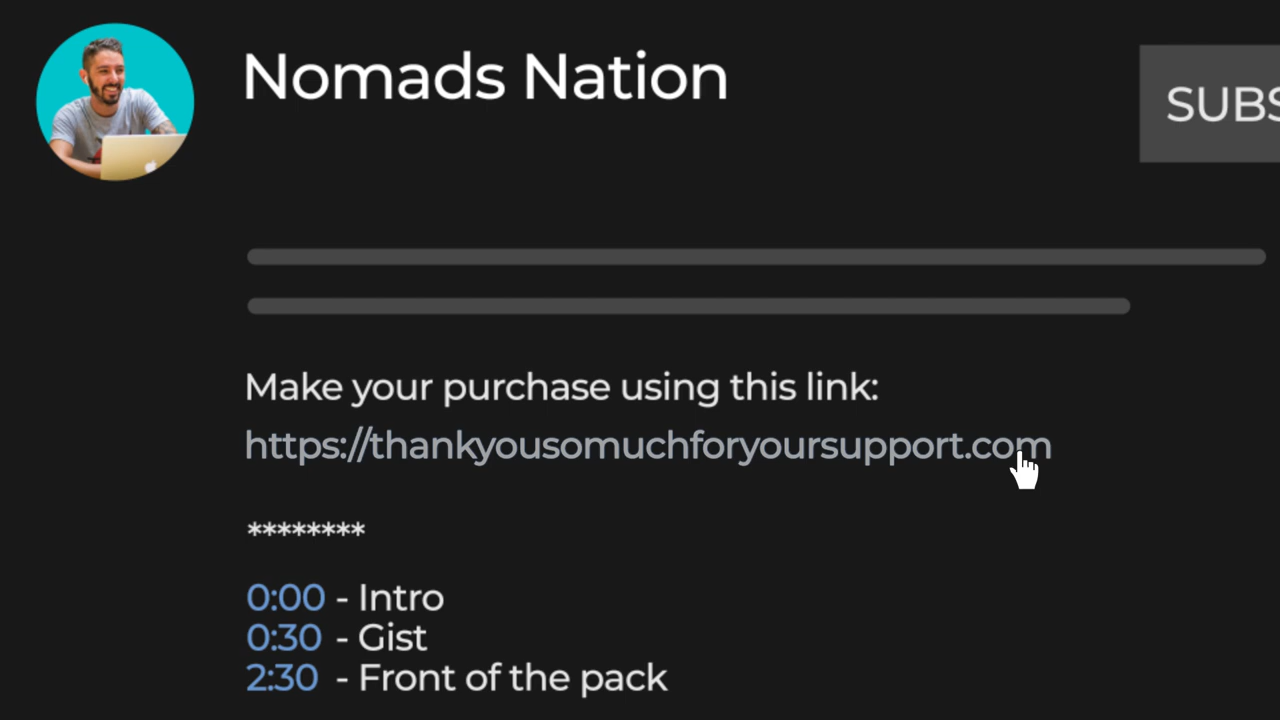 Nomads Nation
SUBS
Make your purchase using this link:
https://thankyousomuchforyoursupport.com
********
0:00 - Intro
0:30 - Gist
2:30 - Front of the pack